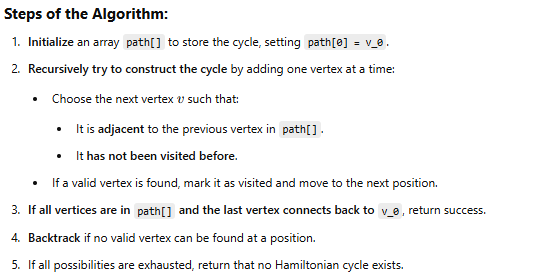 Steps of the Algorithm:
1. Initialize an array path[] to store the cycle, setting path[0] = v_0.
2. Recursively try to construct the cycle by adding one vertex at a time:
• Choose the next vertex v such that:
• It is adjacent to the previous vertex in path[].
• It has not been visited before.
• If a valid vertex is found, mark it as visited and move to the next position.
3. If all vertices are in path[] and the last vertex connects back to v_0, return success.
4. Backtrack if no valid vertex can be found at a position.
5. If all possibilities are exhausted, return that no Hamiltonian cycle exists.